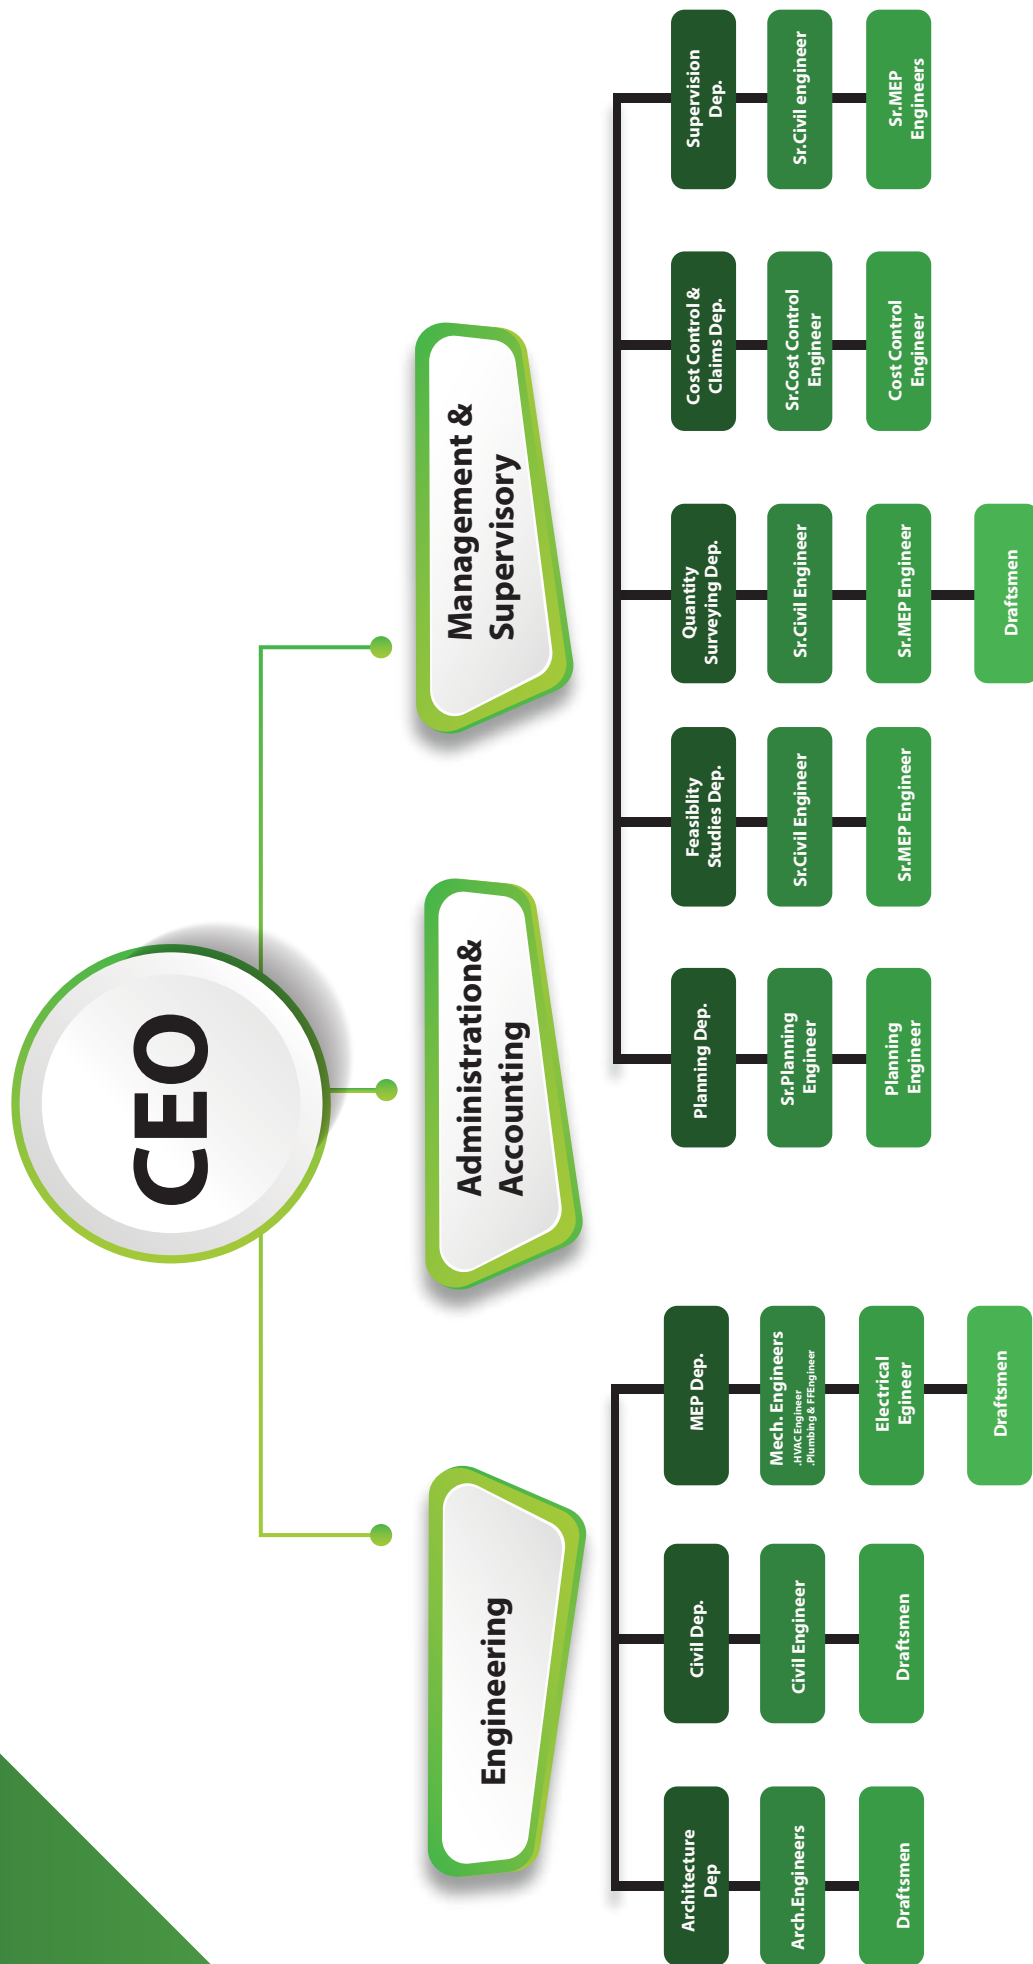 CEO
Engineering
Administration&
Accounting
Management &
Supervisory
Architecture
Dep
Arch.Engineers
Draftsmen
Civil Dep.
Civil Engineer
Draftsmen
MEP Dep.
Mech. Engineers
.HVAC Engineer
.Plumbing & FFEngineer
Electrical
Egineer
Draftsmen
Planning Dep.
Sr.Planning
Engineer
Planning
Engineer
Feasiblity
Studies Dep.
Sr.Civil Engineer
Sr.MEP Engineer
Quantity
Surveying Dep.
Sr.Civil Engineer
Sr.MEP Engineer
Draftsmen
Cost Control &
Claims Dep.
Sr.Cost Control
Engineer
Cost Control
Engineer
Supervision
Dep.
Sr.Civil engineer
Sr.MEP
Engineers